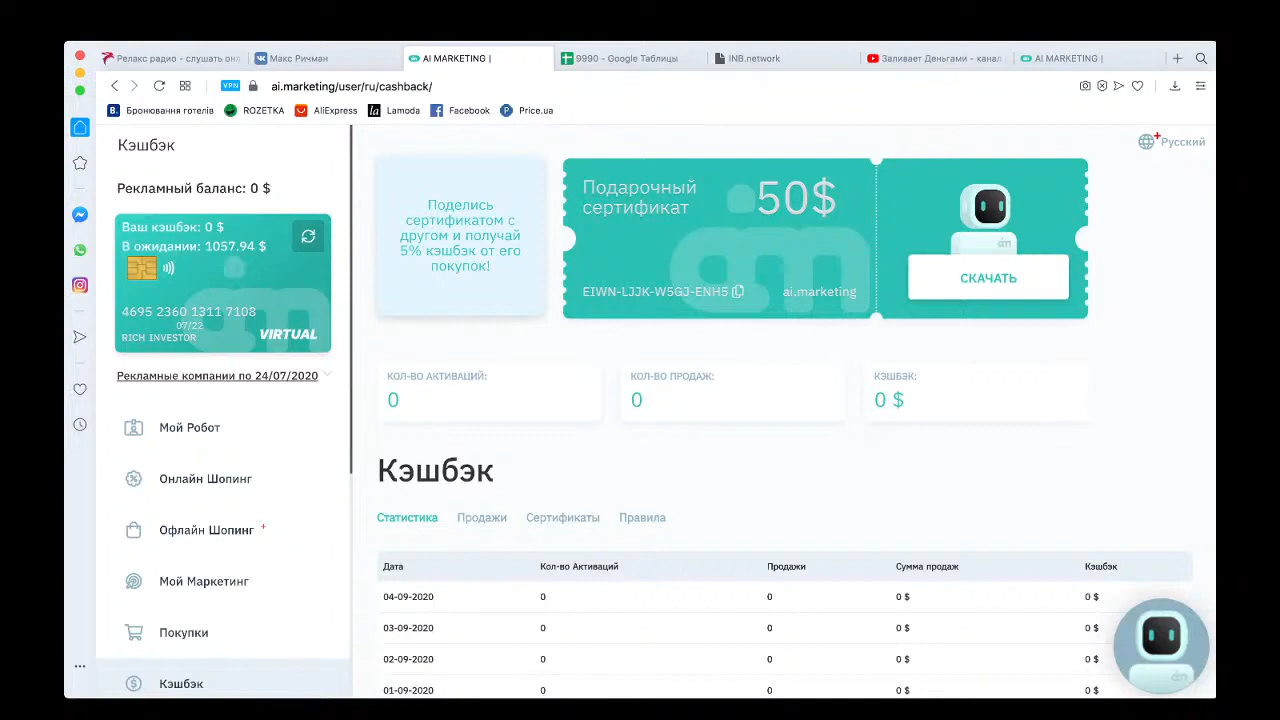 Релакс радио - слушать онл
Макс Ричман
AI MARKETING |
9990 - Google Таблицы
INB.network
Заливает Деньгами - канал
AI MARKETING |
VPN
ai.marketing/user/ru/cashback/
B. Бронювання готелів
ROZETKA
AliExpress
la Lamoda
Facebook
P Price.ua
Кэшбэк
Русский
Рекламный баланс: 0 $
Ваш кэшбек: 0 $
В ожидании: 1057.94 $
4695 2360 1311 7108
07/22
RICH INVESTOR
VIRTUAL
Рекламные компании по 24/07/2020
Мой Робот
Онлайн Шопинг
Офлайн Шопинг +
Мой Маркетинг
Покупки
Кэшбэк
Поделись
сертификатом с
другом и получай
5% кэшбэк от его
покупок!
Подарочный
сертификат
50$
EIWN-LJJK-W5GJ-ENH5
ai.marketing
СКАЧАТЬ
КОЛ-ВО АКТИВАЦИЙ:
0
КОЛ-ВО ПРОДАЖ:
0
КЭШБЭК:
0 $
Кэшбэк
Статистика Продажи Сертификаты Правила
Дата Кол-во Активаций Продажи Сумма продаж Кэшбэк
04-09-2020 0 0 0 $ 0 $
03-09-2020 0 0 0 $ 0 $
02-09-2020 0 0 0 $ 0 $
01-09-2020 0 0 0 $ 0 $